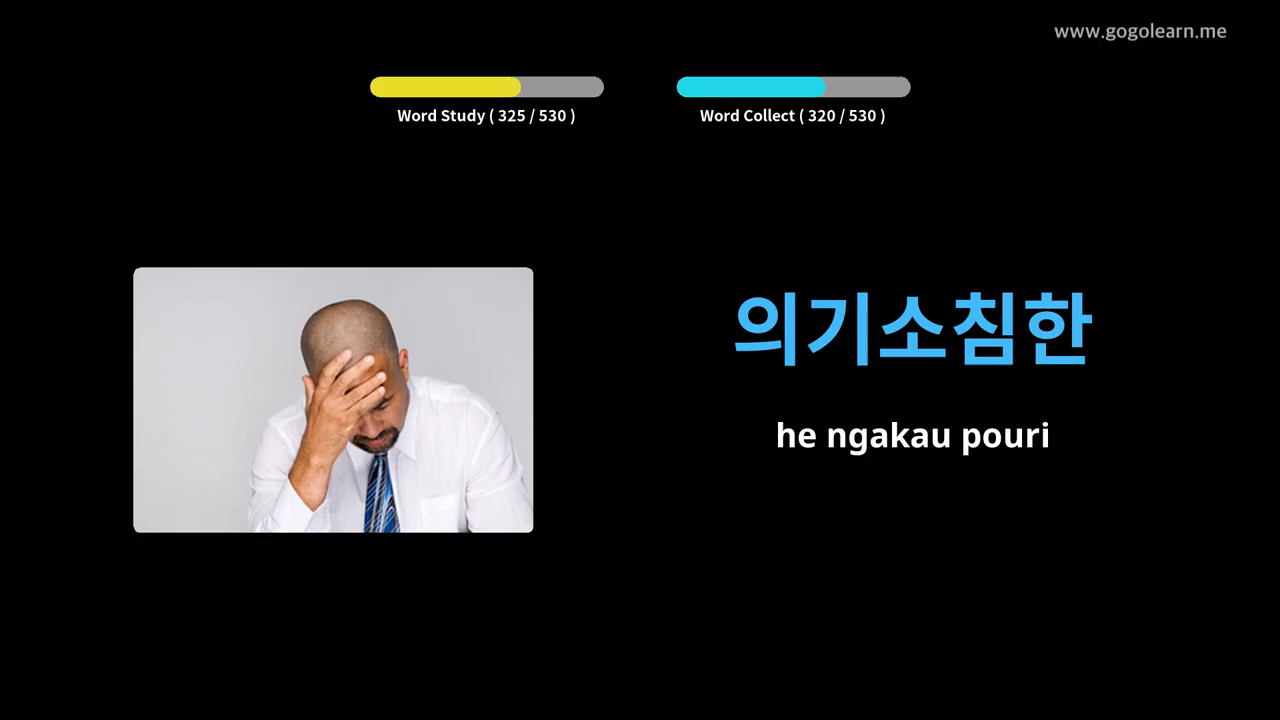 www.gogolearn.me
Word Study ( 325 / 530 )
Word Collect ( 320 / 530 )
의기소침한
he ngakau pouri